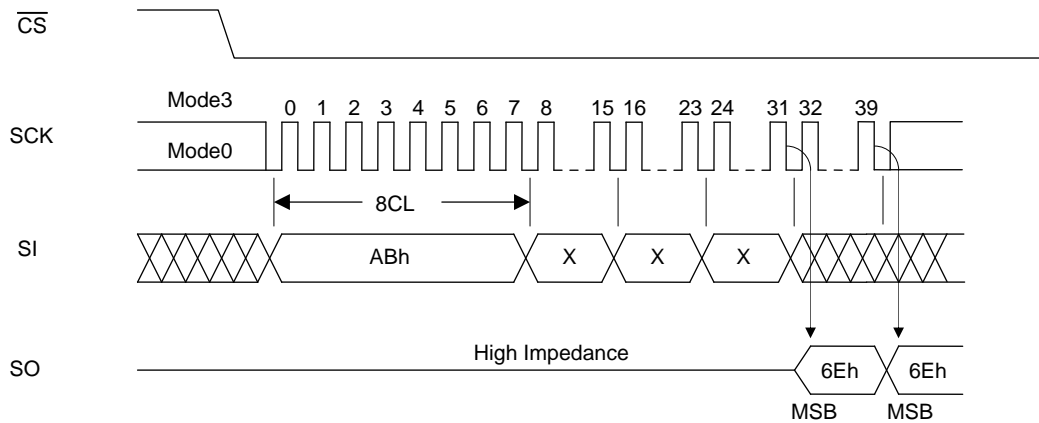 CS
Mode3
0 1 2 3 4 5 6 7 8 15 16 23 24 31 32 39
SCK
Mode0
8CL
SI
ABh X X X
High Impedance
SO
6Eh 6Eh
MSB MSB